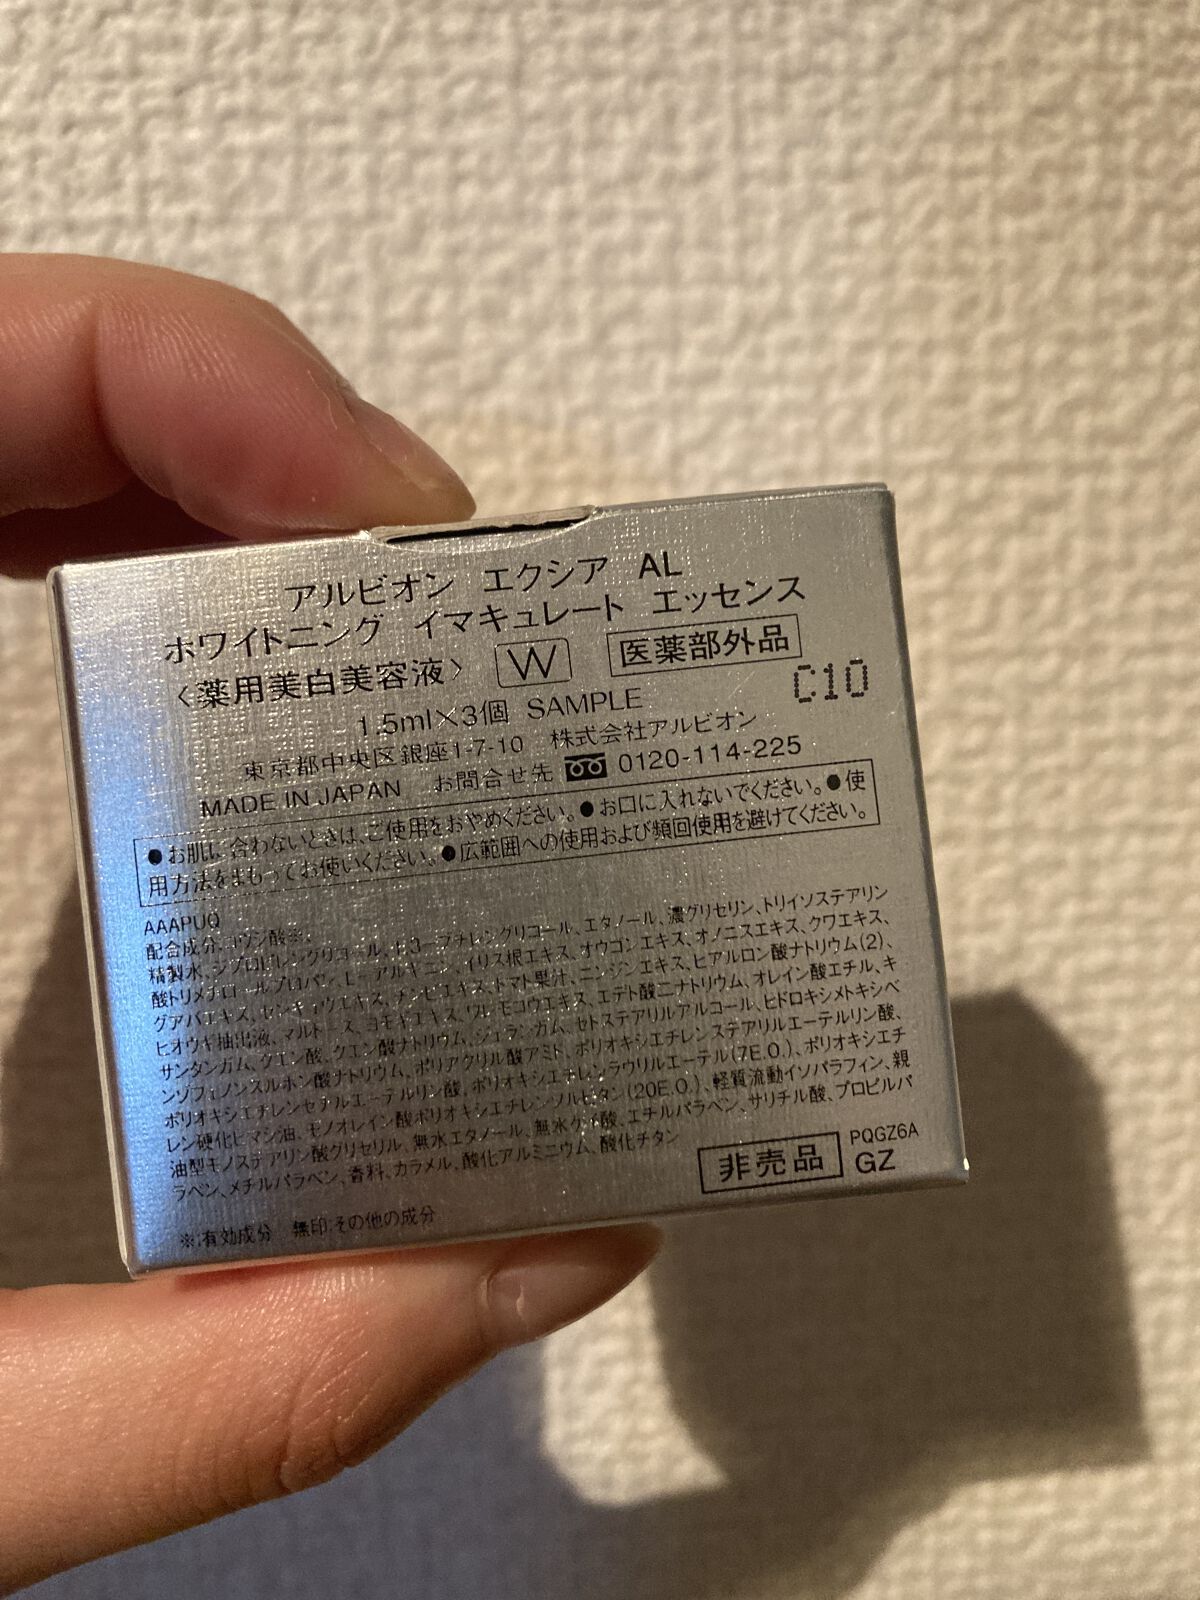 アルビオン エクシア AL
ホワイトニング イマキュレート エッセンス
〈薬用美白美容液〉 W 医薬部外品
C10
1.5ml×3個 SAMPLE
東京都中央区銀座1-7-10 株式会社アルビオン
MADE IN JAPAN お問合せ先 0120-114-225
●お肌に合わないときは、ご使用をおやめください。●お口に入れないでください。●使
用方法をまもってお使いください。●広範囲への使用および頻回使用を避けてください。
AAAPUQ
配合成分:コウジ酸※、
精製水、ジプロピレングリコール、1,3-ブチレングリコール、エタノール、濃グリセリン、トリイソステアリン
酸トリメチロールプロパン、L-アルギニン、イリス根エキス、オウゴンエキス、オノニスエキス、クワエキス、
グアバエキス、センキュウエキス、チンピエキス、トマト果汁、ニンジンエキス、ヒアルロン酸ナトリウム(2)、
ヒオウギ抽出液、マルトース、ヨモギエキス、ワレモコウエキス、エデト酸二ナトリウム、オレイン酸エチル、キ
サンタンガム、クエン酸、クエン酸ナトリウム、ジェランガム、セトステアリルアルコール、ヒドロキシメトキシベ
ンゾフェノンスルホン酸ナトリウム、ポリアクリル酸アミド、ポリオキシエチレンステアリルエーテルリン酸、
ポリオキシエチレンセチルエーテルリン酸、ポリオキシエチレンラウリルエーテル(7E.O.)、ポリオキシエチ
レン硬化ヒマシ油、モノオレイン酸ポリオキシエチレンソルビタン(20E.O.)、軽質流動イソパラフィン、親
油型モノステアリン酸グリセリル、無水エタノール、無水ケイ酸、エチルパラベン、サリチル酸、プロピルパ
ラベン、メチルパラベン、香料、カラメル、酸化アルミニウム、酸化チタン
非売品 PQGZ6A
GZ
※:有効成分 無印:その他の成分